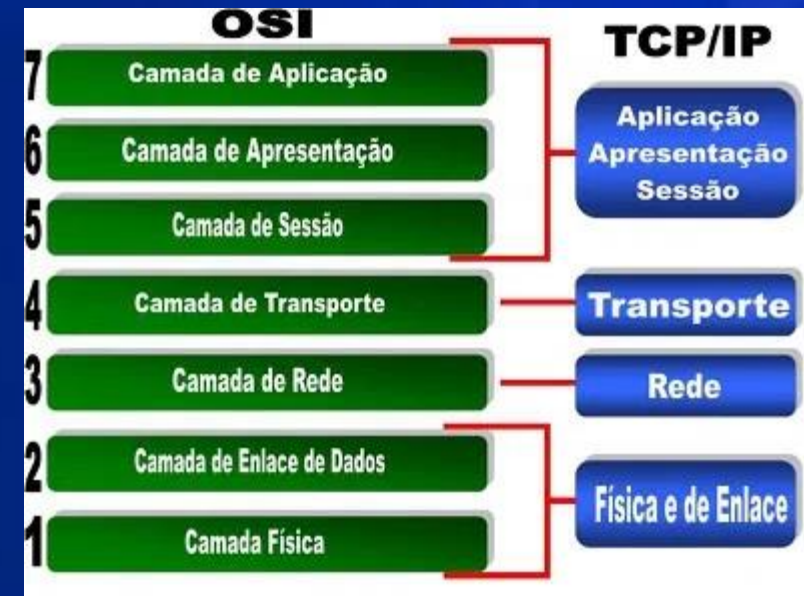 OSI
7
Camada de Aplicação
6
Camada de Apresentação
5
Camada de Sessão
4
Camada de Transporte
3
Camada de Rede
2
Camada de Enlace de Dados
1
Camada Física
TCP/IP
Aplicação
Apresentação
Sessão
Transporte
Rede
Física e de Enlace